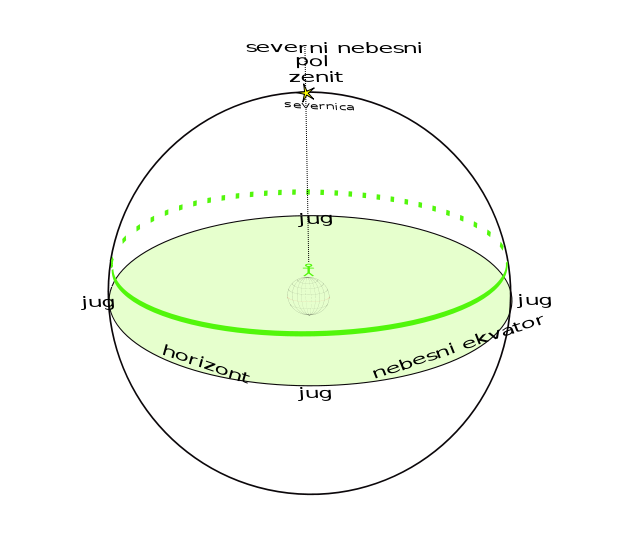 severni nebesni
pol
zenit
severnica
jug
jug
jug
nebesni ekvator
horizont
jug